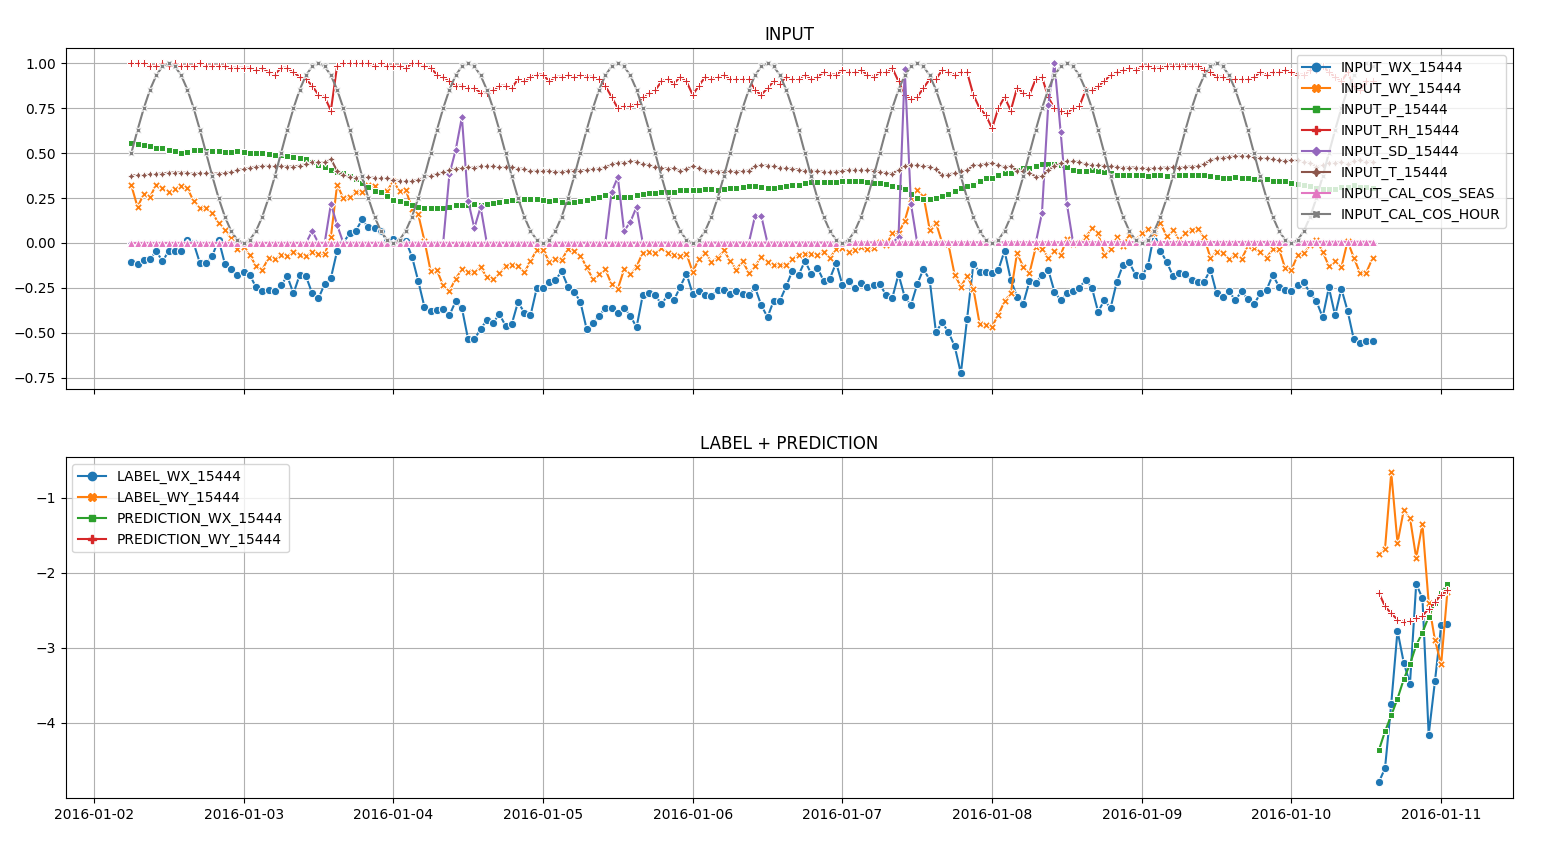 INPUT
1.00
0.75
0.50
0.25
0.00
−0.25
−0.50
−0.75
INPUT_WX_15444
INPUT_WY_15444
INPUT_P_15444
INPUT_RH_15444
INPUT_SD_15444
INPUT_T_15444
INPUT_CAL_COS_SEAS
INPUT_CAL_COS_HOUR
LABEL + PREDICTION
−1
−2
−3
−4
LABEL_WX_15444
LABEL_WY_15444
PREDICTION_WX_15444
PREDICTION_WY_15444
2016-01-02 2016-01-03 2016-01-04 2016-01-05 2016-01-06 2016-01-07 2016-01-08 2016-01-09 2016-01-10 2016-01-11